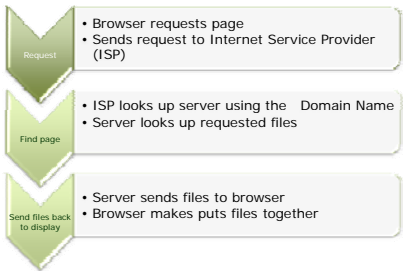 Request
• Browser requests page
• Sends request to Internet Service Provider
(ISP)
Find page
• ISP looks up server using the Domain Name
• Server looks up requested files
Send files back
to display
• Server sends files to browser
• Browser makes puts files together